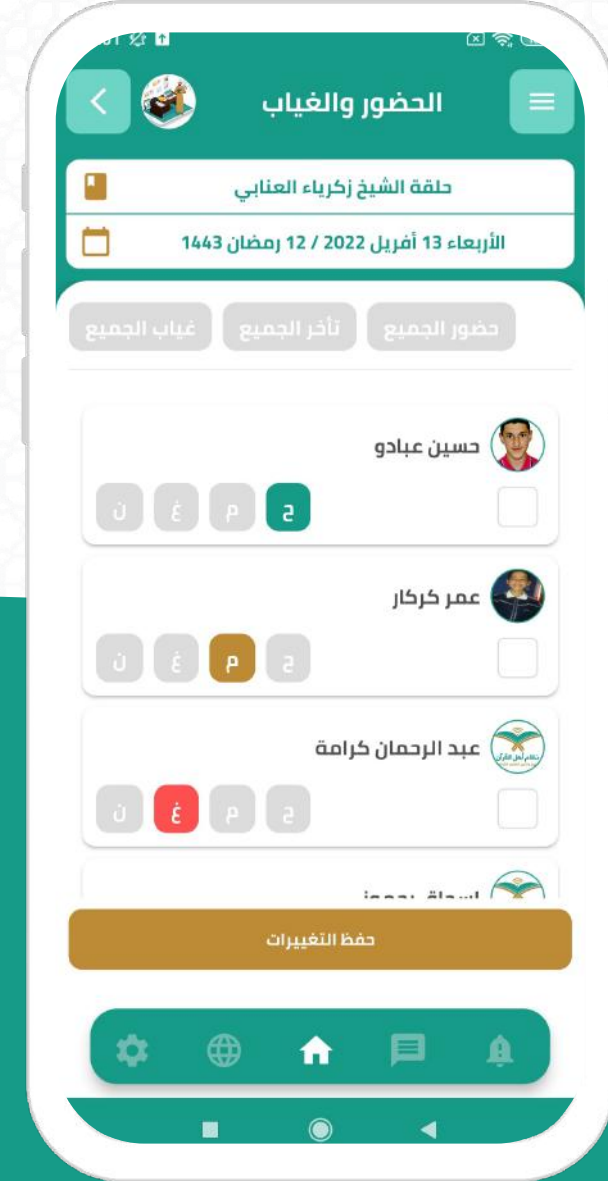 الحضور والغياب
حلقة الشيخ زكرياء العنابي
الأربعاء 13 أفريل 2022 / 12 رمضان 1443
حضور الجميع تأخر الجميع غياب الجميع
حسين عبادو
ح م غ ن
عمر كركار
ح م غ ن
عبد الرحمان كرامة
ح م غ ن
حفظ التغييرات